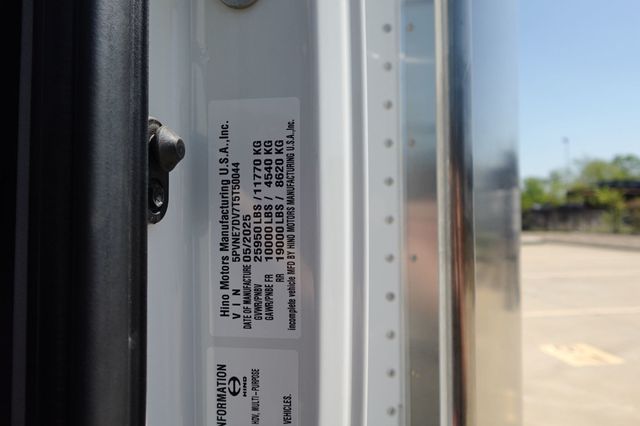 Hino Motors Manufacturing U.S.A., Inc.
VIN 5PVNE7DV7T5T50044
DATE OF MANUFACTURE 05/2025
GVWR/PNBV 25950 LBS / 11770 KG
GAWR/PNBE FR 10000 LBS / 4540 KG
RR 19000 LBS / 8620 KG
incomplete vehicle MFD BY HINO MOTORS MANUFACTURING U.S.A., Inc.
INFORMATION
HINO
HDV, MULTI-PURPOSE
VEHICLES.